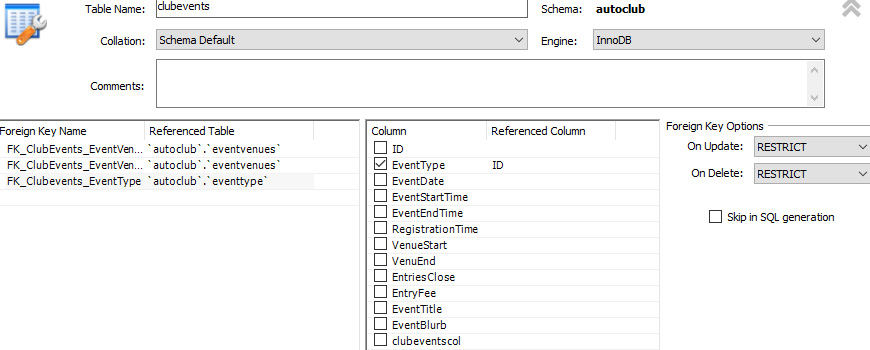 Table Name: clubevents Schema: autoclub
Collation: Schema Default Engine: InnoDB
Comments:
Foreign Key Name Referenced Table
FK_ClubEvents_EventVen... `autoclub`.`eventvenues`
FK_ClubEvents_EventVen... `autoclub`.`eventvenues`
FK_Clubevents_EventType `autoclub`.`eventtype`
Column Referenced Column
ID
EventType ID
EventDate
EventStartTime
EventEndTime
RegistrationTime
VenueStart
VenuEnd
EntriesClose
EntryFee
EventTitle
EventBlurb
clubeventscol
Foreign Key Options
On Update: RESTRICT
On Delete: RESTRICT
Skip in SQL generation